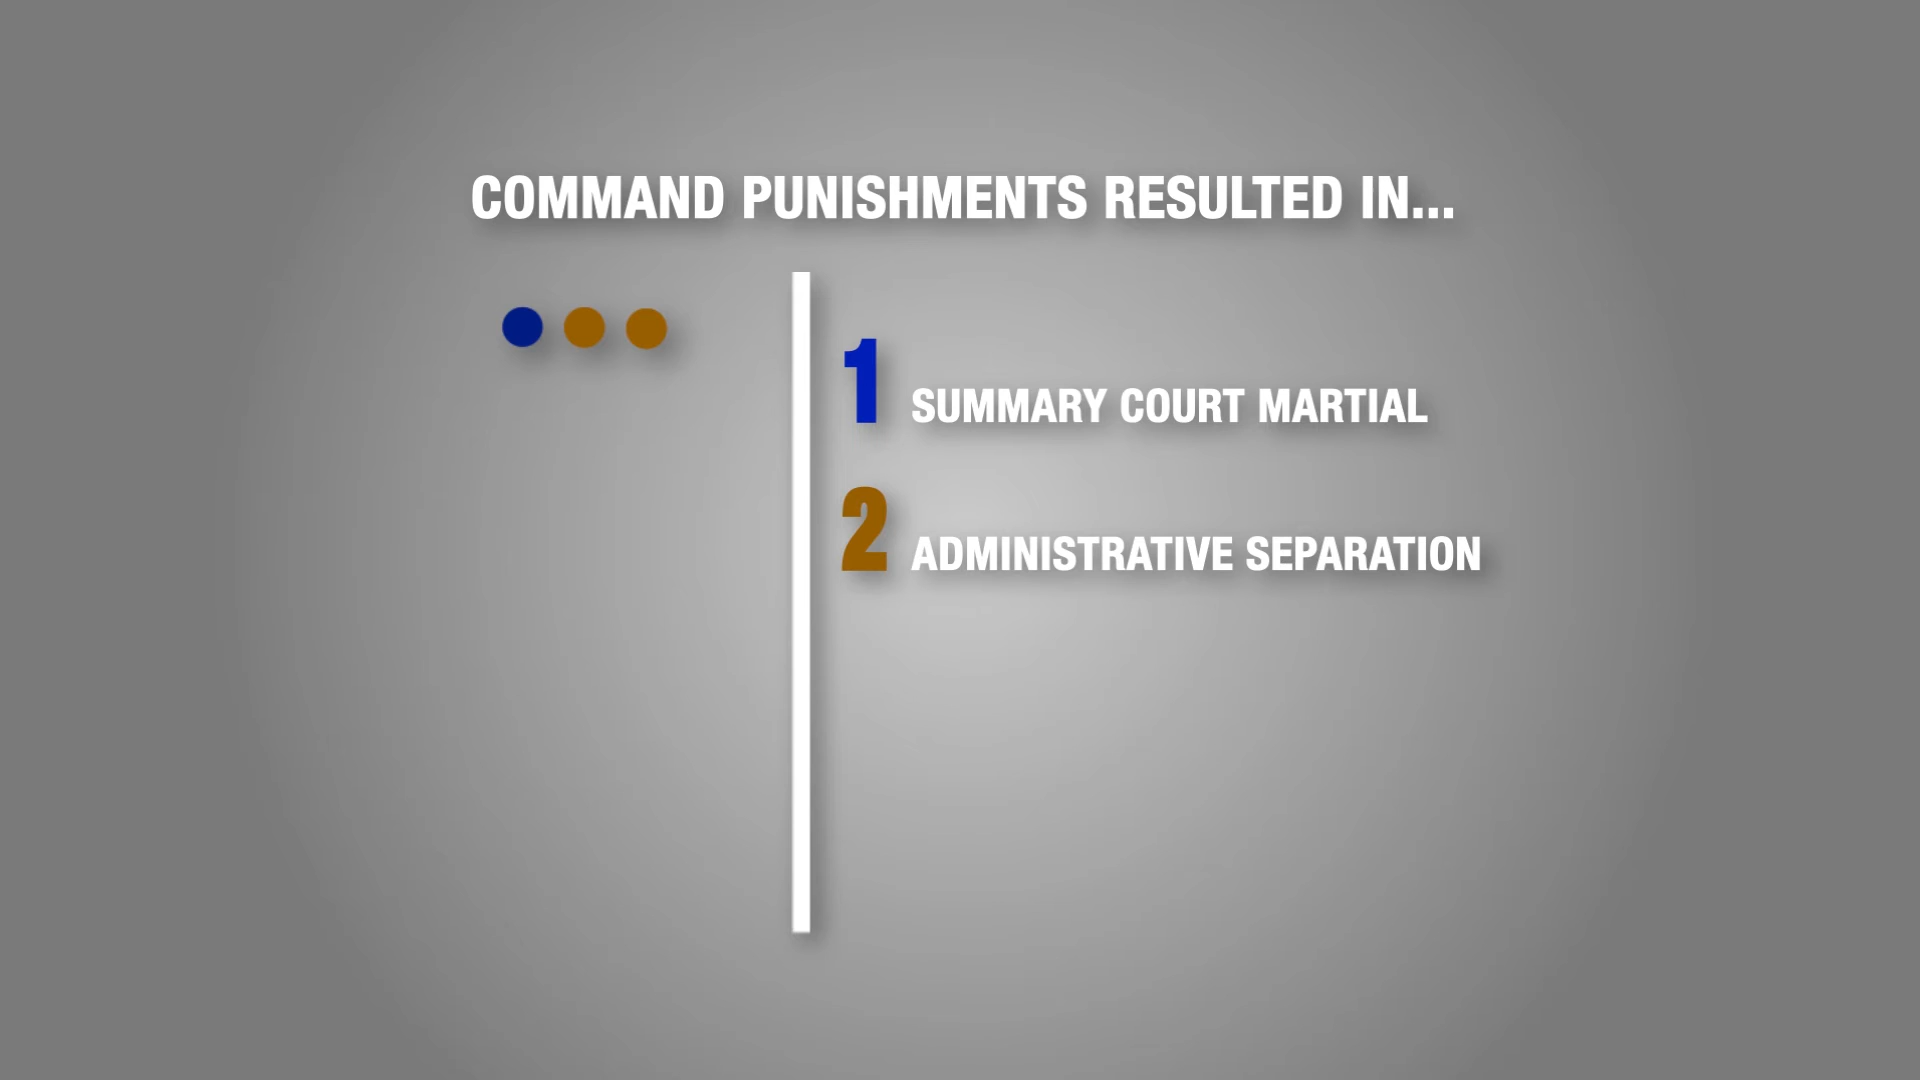 COMMAND PUNISHMENTS RESULTED IN...
1 SUMMARY COURT MARTIAL
2 ADMINISTRATIVE SEPARATION